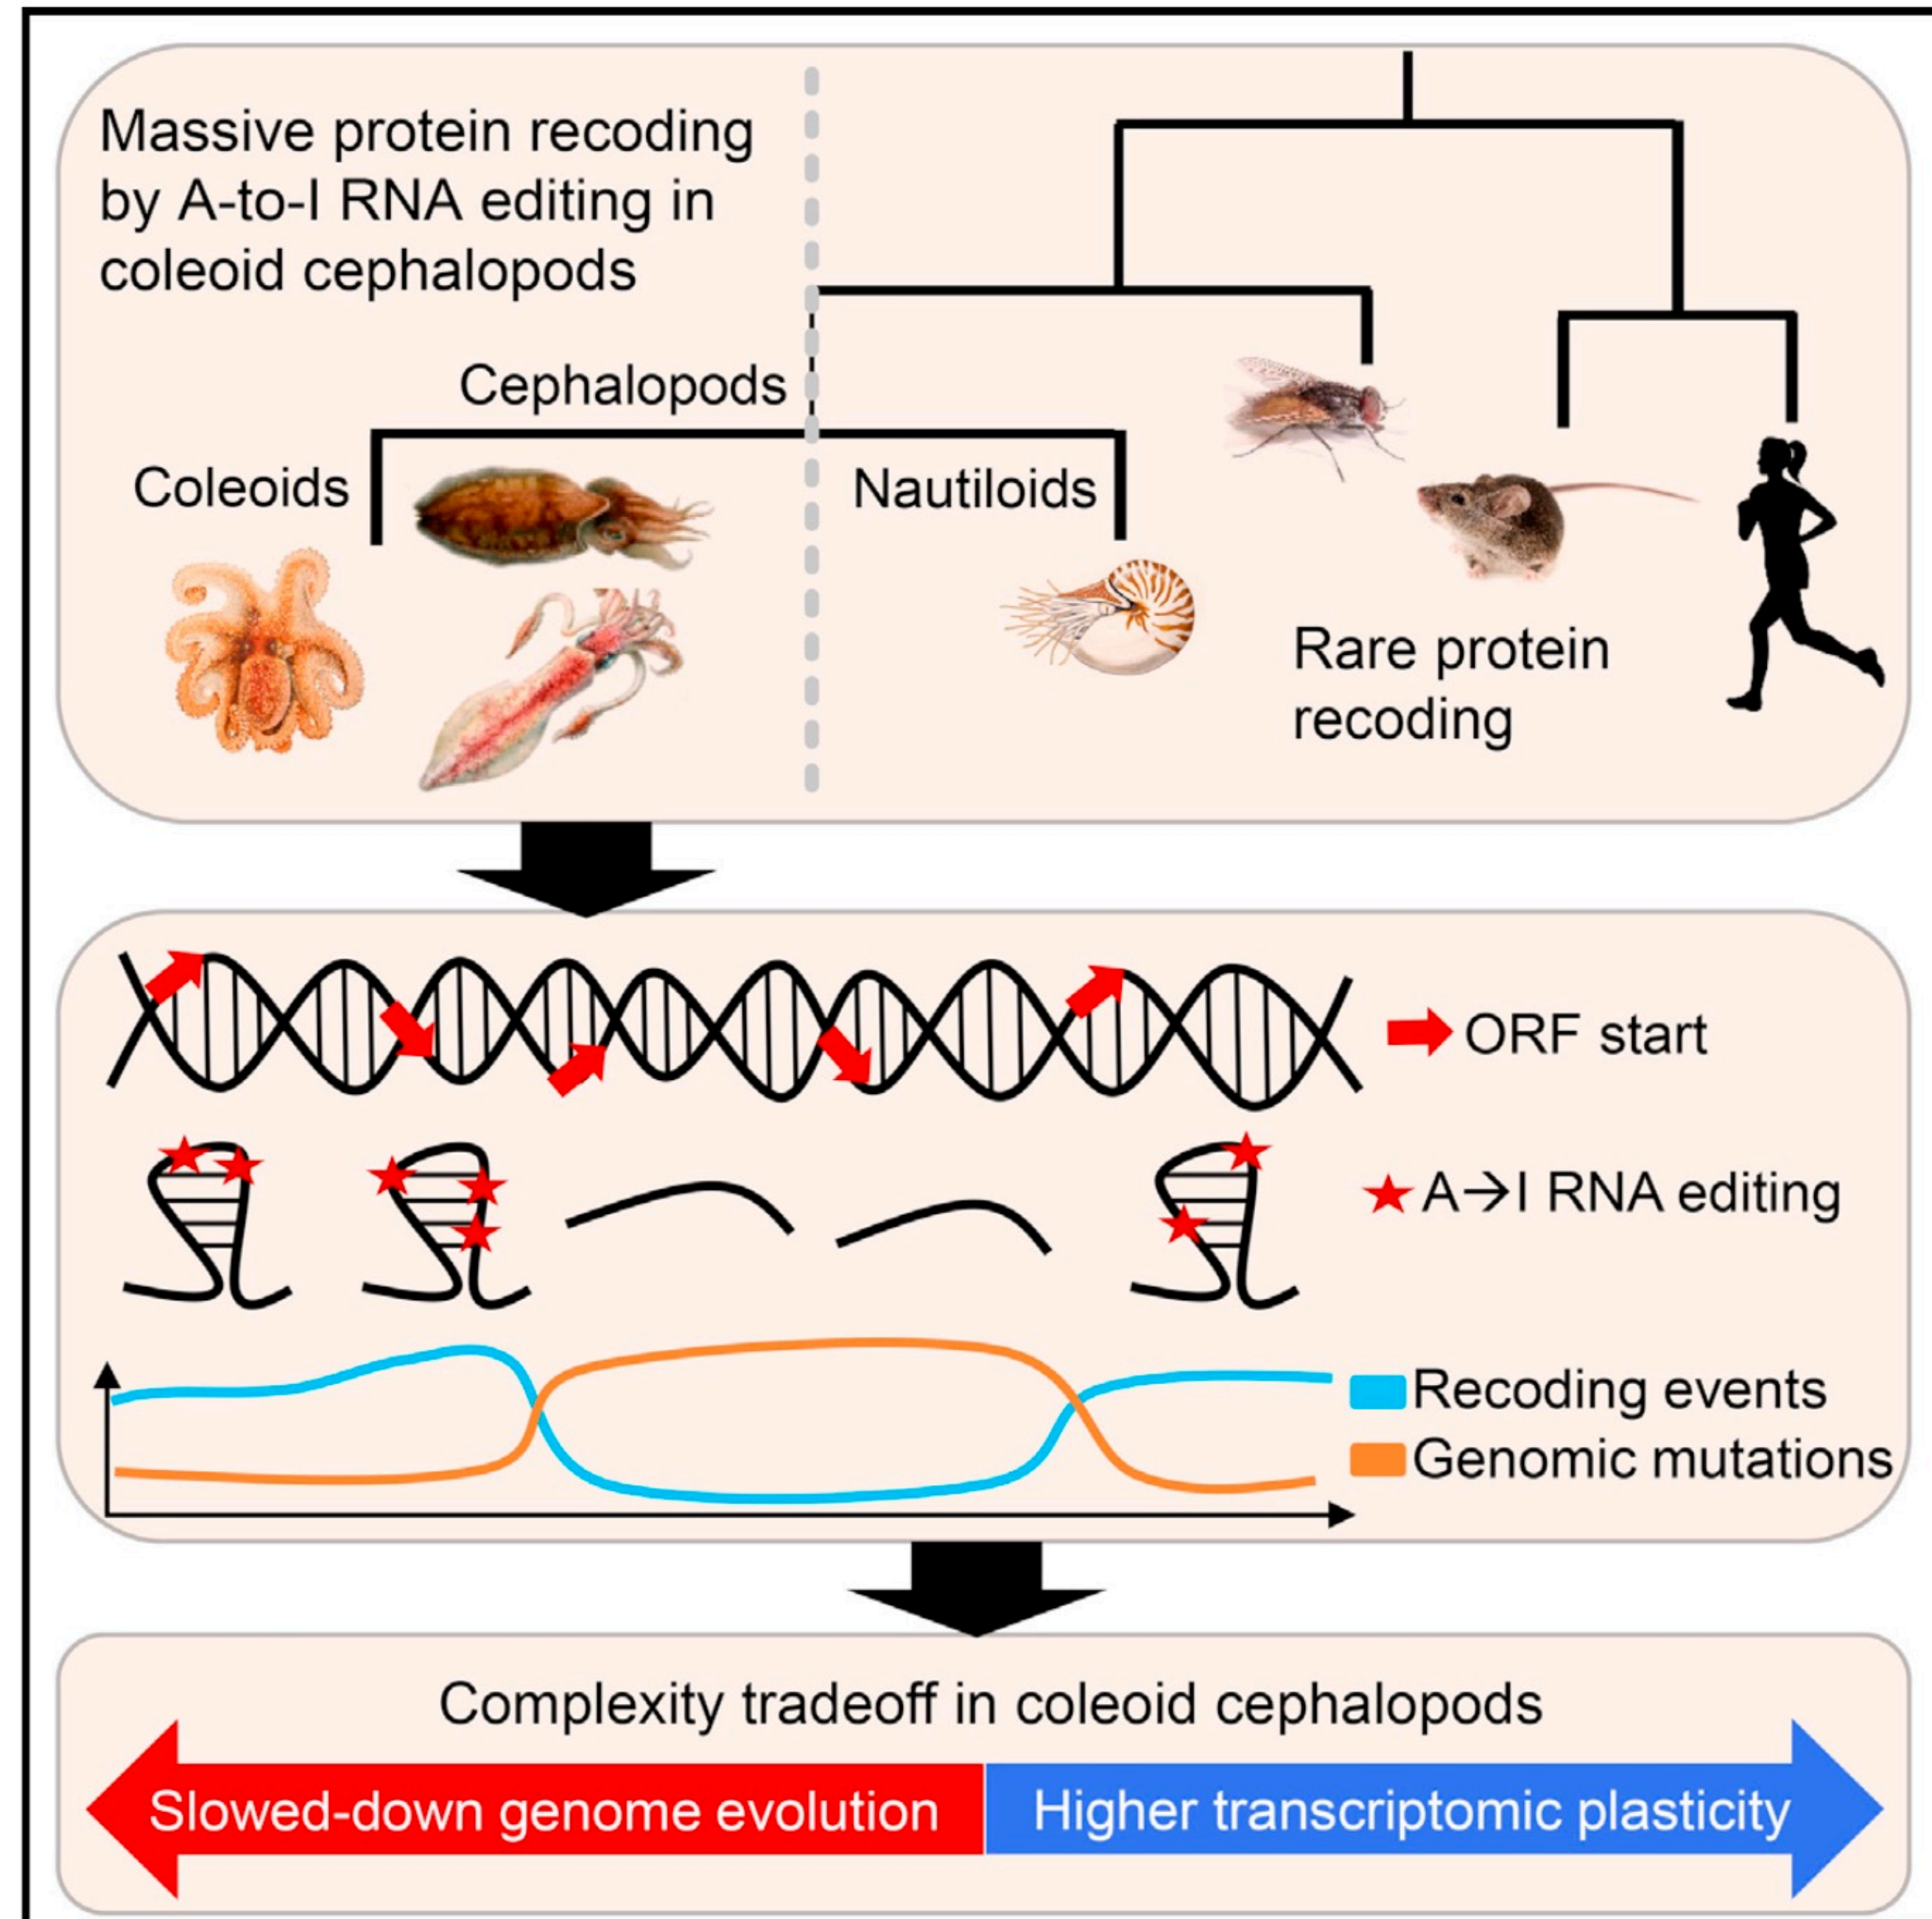 Massive protein recoding
by A-to-I RNA editing in
coleoid cephalopods
Cephalopods
Coleoids
Nautiloids
Rare protein
recoding
ORF start
A→I RNA editing
Recoding events
Genomic mutations
Complexity tradeoff in coleoid cephalopods
Slowed-down genome evolution
Higher transcriptomic plasticity